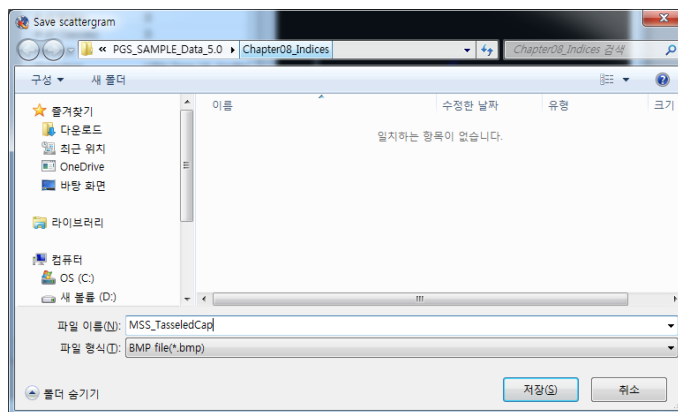 Save scattergram
« PGS_SAMPLE_Data_5.0 ▸ Chapter08_Indices
Chapter08_Indices 검색
구성 ▼ 새 폴더
이름 수정한 날짜 유형 크기
일치하는 항목이 없습니다.
즐겨찾기
다운로드
최근 위치
OneDrive
바탕 화면
라이브러리
컴퓨터
OS (C:)
새 볼륨 (D:)
파일 이름(N): MSS_TasseledCap
파일 형식(T): BMP file(*.bmp)
폴더 숨기기 저장(S) 취소